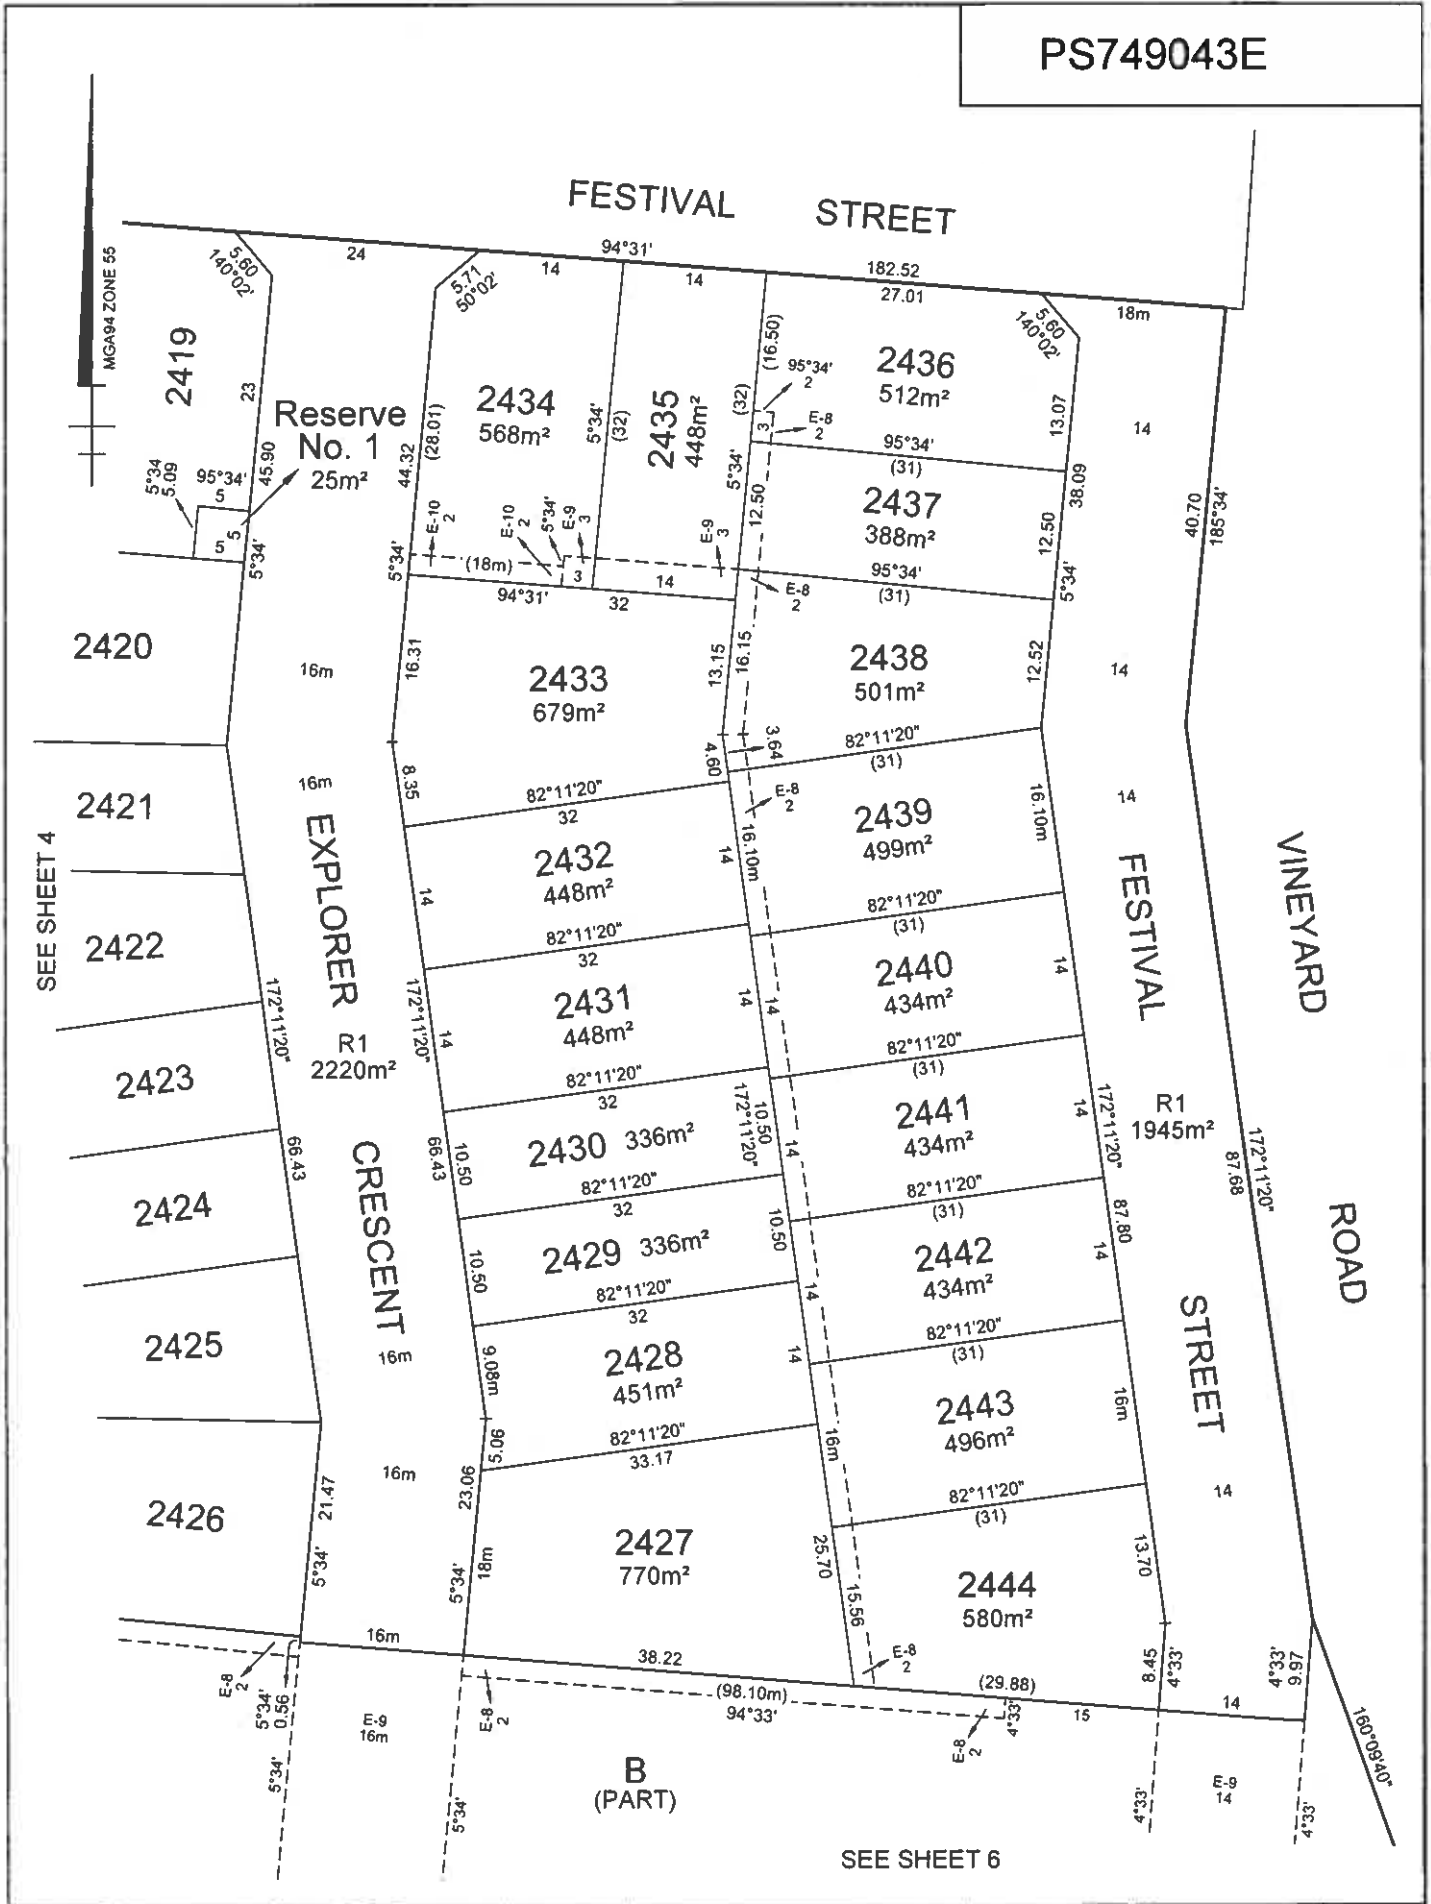 PS749043E
FESTIVAL STREET
MGA94 ZONE 55
94°31'
182.52
24
14
14
27.01
18m
5.60
140°02'
5.71
50°02'
5.60
140°02'
2419
23
Reserve
No. 1
25m²
45.90
5°34
5.09
95°34'
5
5
5
5°34'
44.32
(28.01)
2434
568m²
5°34'
(32)
2435
448m²
(32)
(16.50)
95°34'
2
3
E-8
2
2436
512m²
13.07
14
95°34'
(31)
5°34'
12.50
2437
388m²
38.09
12.50
40.70
185°34'
E-10
2
E-10
2
5°34'
E-9
3
E-9
3
5°34'
(18m)
3
14
94°31'
32
95°34'
(31)
E-8
2
5°34'
2420
16m
16.31
2433
679m²
13.15
16.15
2438
501m²
12.52
14
3.64
4.60
82°11'20"
(31)
SEE SHEET 4
2421
16m
8.35
82°11'20"
32
E-8
2
2439
499m²
16.10m
14
EXPLORER
2432
448m²
14
14
16.10m
82°11'20"
(31)
FESTIVAL
VINEYARD
2422
82°11'20"
32
2440
434m²
14
172°11'20"
172°11'20"
14
2431
448m²
14
14
R1
2220m²
82°11'20"
(31)
2423
82°11'20"
32
2441
434m²
14
172°11'20"
R1
1945m²
66.43
66.43
10.50
2430 336m²
10.50
172°11'20"
14
172°11'20"
87.68
CRESCENT
82°11'20"
32
82°11'20"
(31)
2424
10.50
2429 336m²
10.50
2442
434m²
14
87.80
ROAD
82°11'20"
32
14
82°11'20"
(31)
STREET
2425
16m
9.08m
2428
451m²
14
2443
496m²
16m
82°11'20"
33.17
16m
5.06
16m
23.06
82°11'20"
(31)
14
2426
21.47
5°34'
18m
5°34'
2427
770m²
25.70
15.56
2444
580m²
13.70
16m
38.22
E-8
2
(29.88)
8.45
4°33'
4°33'
9.97
14
E-8
2
5°34'
0.56
E-9
16m
E-8
2
(98.10m)
94°33'
E-8
2
4°33'
15
160°09'40"
5°34'
5°34'
B
(PART)
4°33'
E-9
14
4°33'
SEE SHEET 6